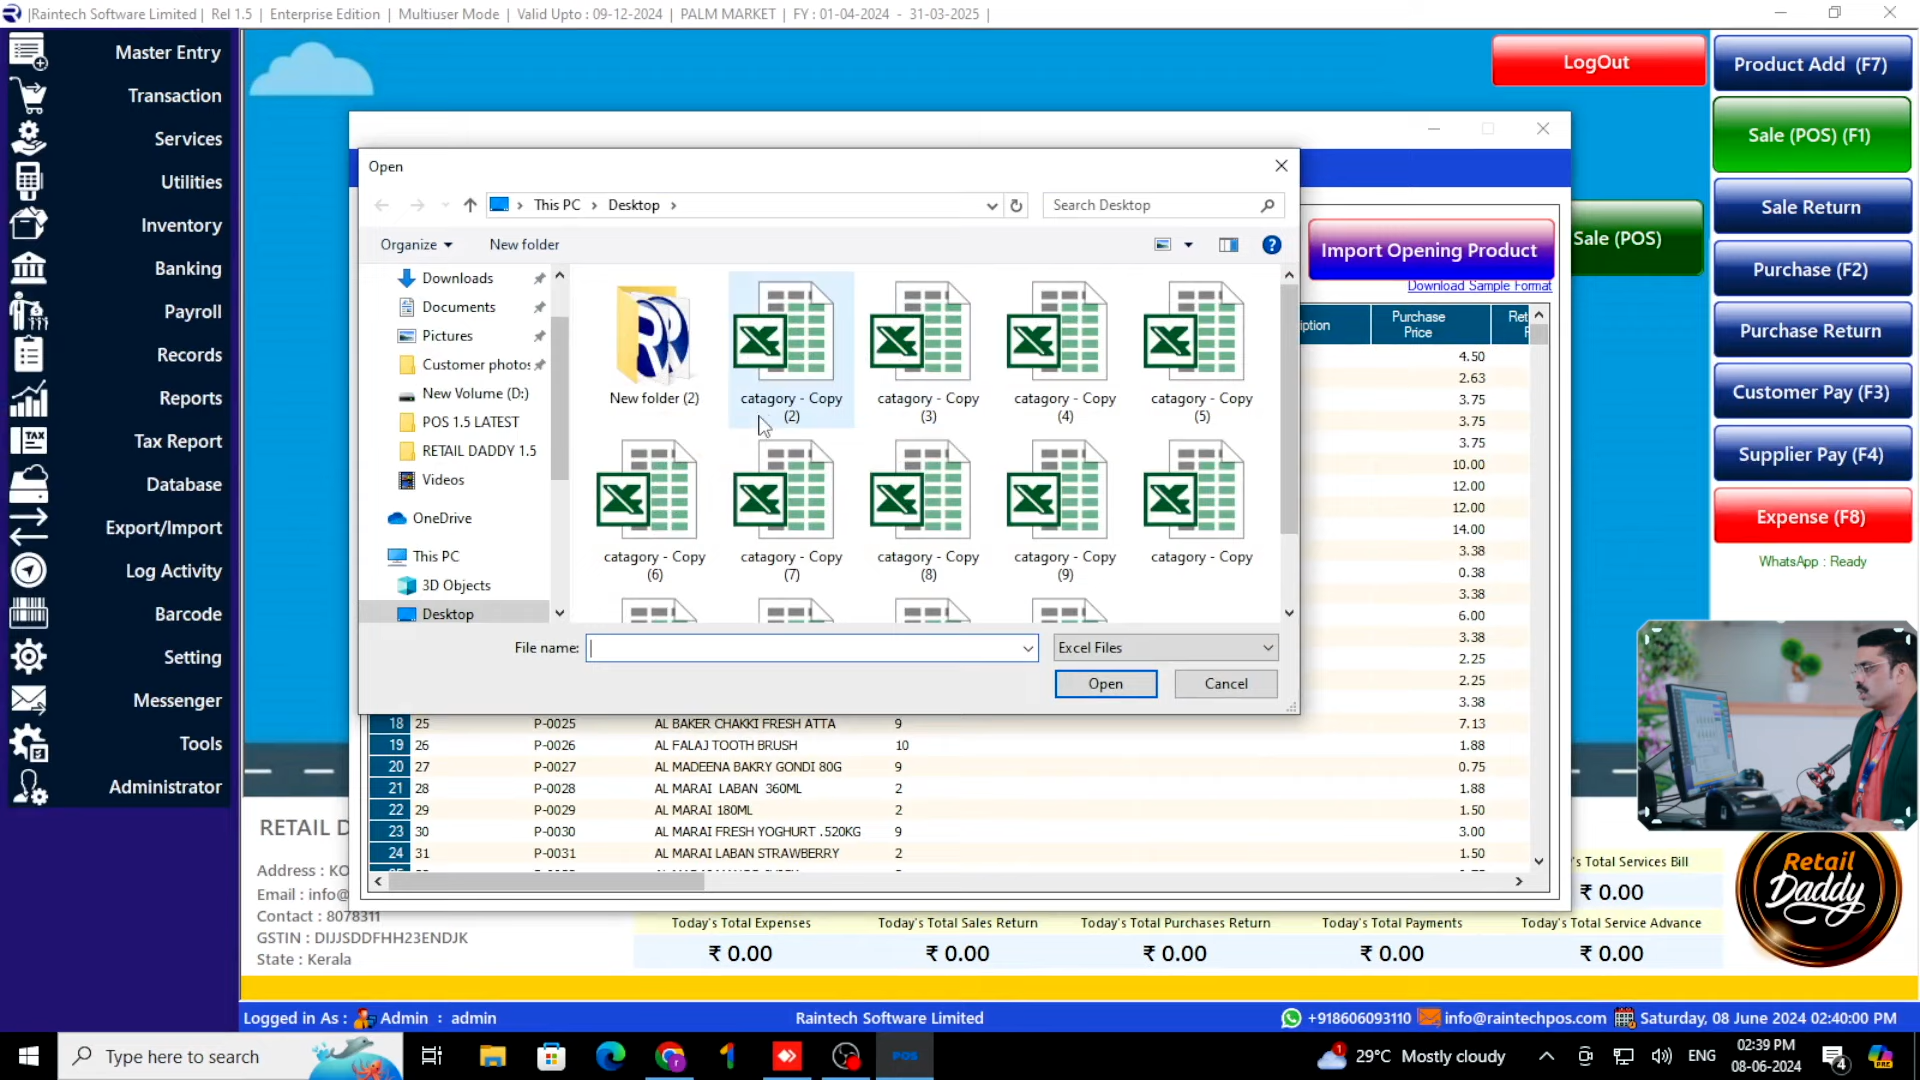 |Raintech Software Limited | Rel 1.5 | Enterprise Edition | Multiuser Mode | Valid Upto : 09-12-2024 | PALM MARKET | FY : 01-04-2024 - 31-03-2025 |
Master Entry
Transaction
Services
Utilities
Inventory
Banking
Payroll
Records
Reports
Tax Report
Database
Export/Import
Log Activity
Barcode
Setting
Messenger
Tools
Administrator
LogOut
Product Add (F7)
Sale (POS) (F1)
Sale Return
Sale (POS)
Purchase (F2)
Purchase Return
Customer Pay (F3)
Supplier Pay (F4)
Expense (F8)
WhatsApp : Ready
Open
This PC > Desktop >
Search Desktop
Organize
New folder
Downloads
Documents
Pictures
Customer photos
New Volume (D:)
POS 1.5 LATEST
RETAIL DADDY 1.5
Videos
OneDrive
This PC
3D Objects
Desktop
New folder (2)
catagory - Copy (2)
catagory - Copy (3)
catagory - Copy (4)
catagory - Copy (5)
catagory - Copy (6)
catagory - Copy (7)
catagory - Copy (8)
catagory - Copy (9)
catagory - Copy
File name:
Excel Files
Open
Cancel
Import Opening Product
Download Sample Format
Purchase Price
4.50
2.63
3.75
3.75
3.75
10.00
12.00
12.00
14.00
3.38
0.38
3.38
6.00
3.38
2.25
2.25
3.38
18 25 P-0025 AL BAKER CHAKKI FRESH ATTA 9 7.13
19 26 P-0026 AL FALAJ TOOTH BRUSH 10 1.88
20 27 P-0027 AL MADEENA BAKRY GONDI 80G 9 0.75
21 28 P-0028 AL MARAI LABAN 360ML 2 1.88
22 29 P-0029 AL MARAI 180ML 2 1.50
23 30 P-0030 AL MARAI FRESH YOGHURT .520KG 9 3.00
24 31 P-0031 AL MARAI LABAN STRAWBERRY 2 1.50
RETAIL D
Address : KO
Email : info@
Contact : 8078311
GSTIN : DIJJSDDFHH23ENDJK
State : Kerala
's Total Services Bill
₹ 0.00
Today's Total Expenses
₹ 0.00
Today's Total Sales Return
₹ 0.00
Today's Total Purchases Return
₹ 0.00
Today's Total Payments
₹ 0.00
Today's Total Service Advance
₹ 0.00
Retail
Daddy
Logged in As : Admin : admin
Raintech Software Limited
+918606093110
info@raintechpos.com
Saturday, 08 June 2024 02:40:00 PM
Type here to search
POS
29°C Mostly cloudy
ENG
02:39 PM
08-06-2024
4